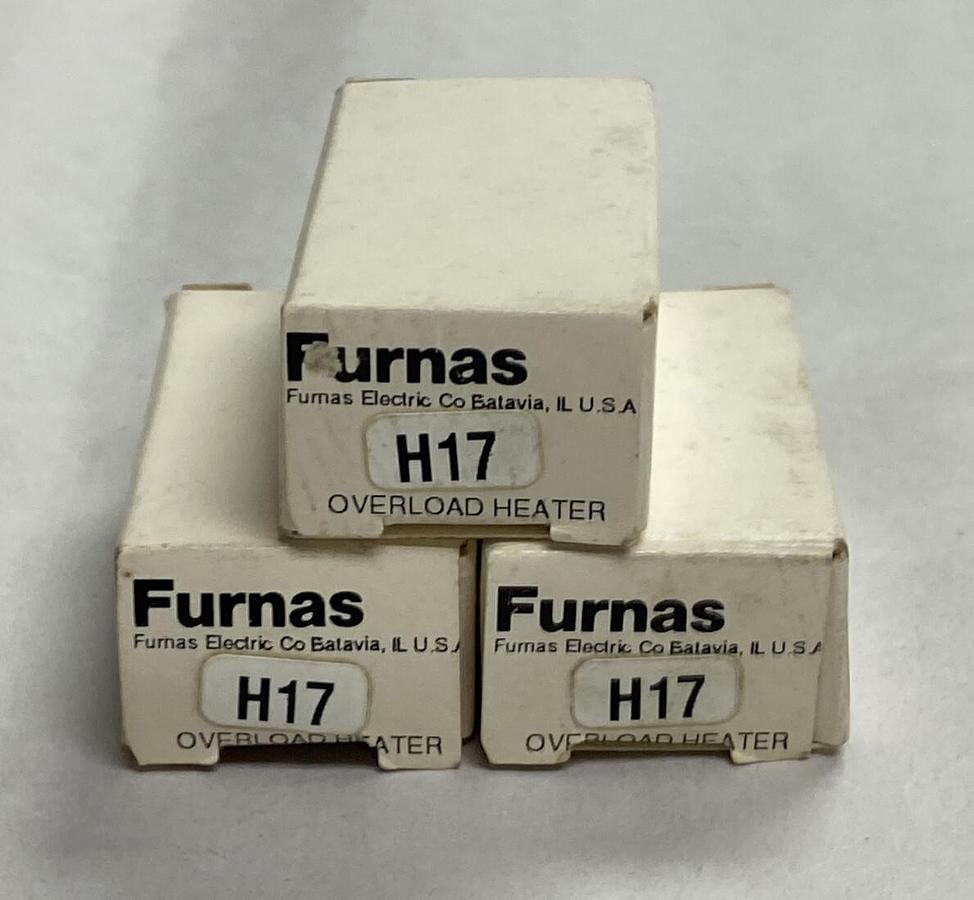 Furnas
Furnas Electric Co Batavia, IL U.S.A
H17
OVERLOAD HEATER
Furnas
Furnas Electric Co Batavia, IL U.S.A
H17
OVERLOAD HEATER
Furnas
Furnas Electric Co Batavia, IL U.S.A
H17
OVERLOAD HEATER